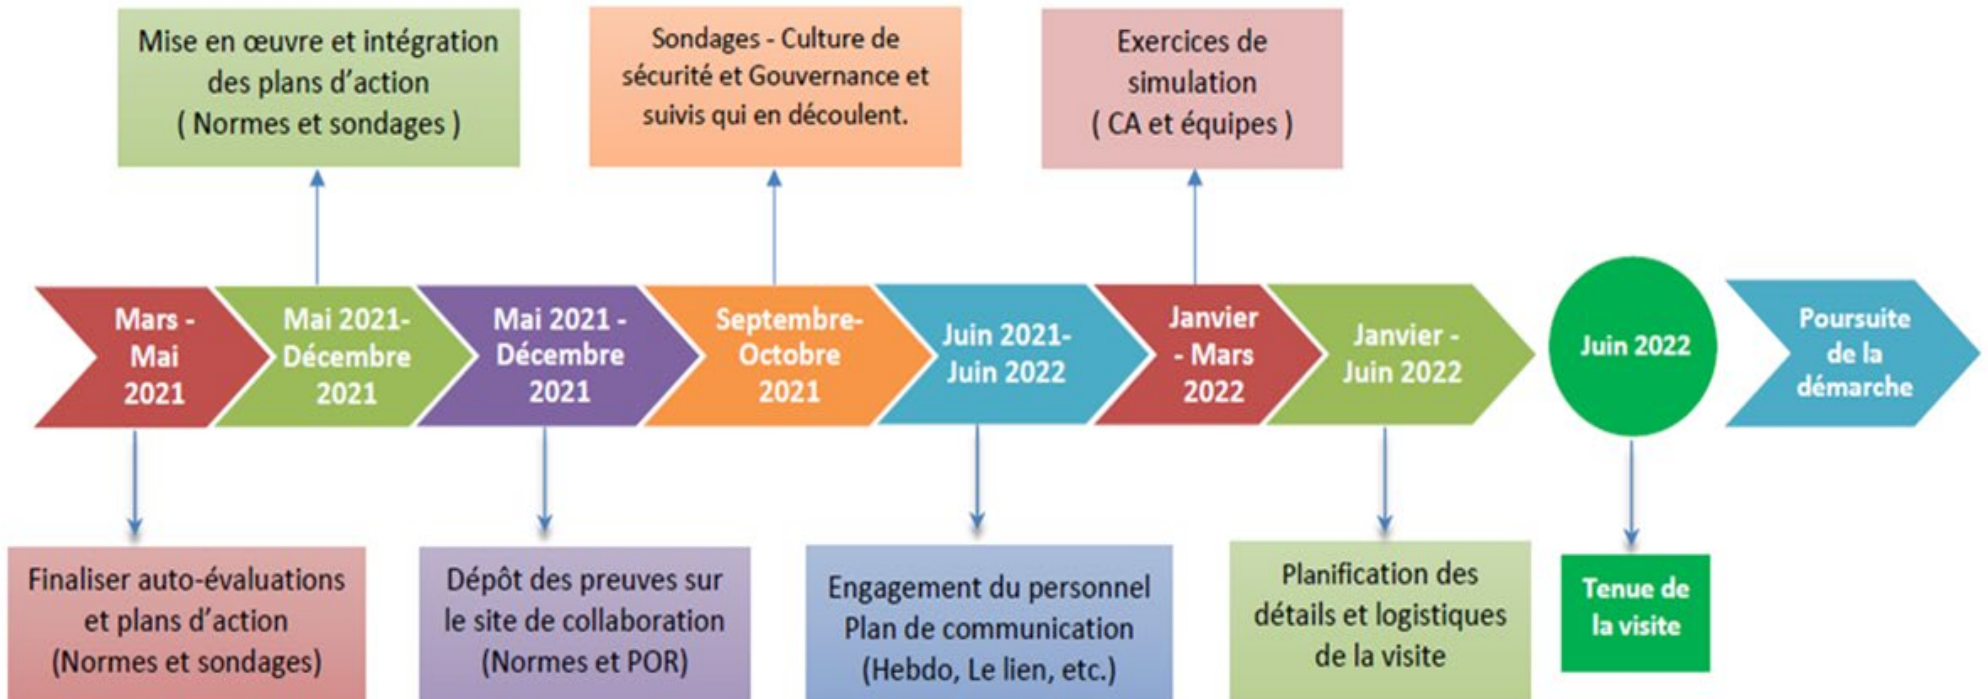 Mise en œuvre et intégration
des plans d’action
( Normes et sondages )
Sondages - Culture de
sécurité et Gouvernance et
suivis qui en découlent.
Exercices de
simulation
( CA et équipes )
Mars -
Mai
2021
Mai 2021-
Décembre
2021
Mai 2021 -
Décembre
2021
Septembre-
Octobre
2021
Juin 2021-
Juin 2022
Janvier
- Mars
2022
Janvier -
Juin 2022
Juin 2022
Poursuite
de la
démarche
Finaliser auto-évaluations
et plans d’action
(Normes et sondages)
Dépôt des preuves sur
le site de collaboration
(Normes et POR)
Engagement du personnel
Plan de communication
(Hebdo, Le lien, etc.)
Planification des
détails et logistiques
de la visite
Tenue de
la visite